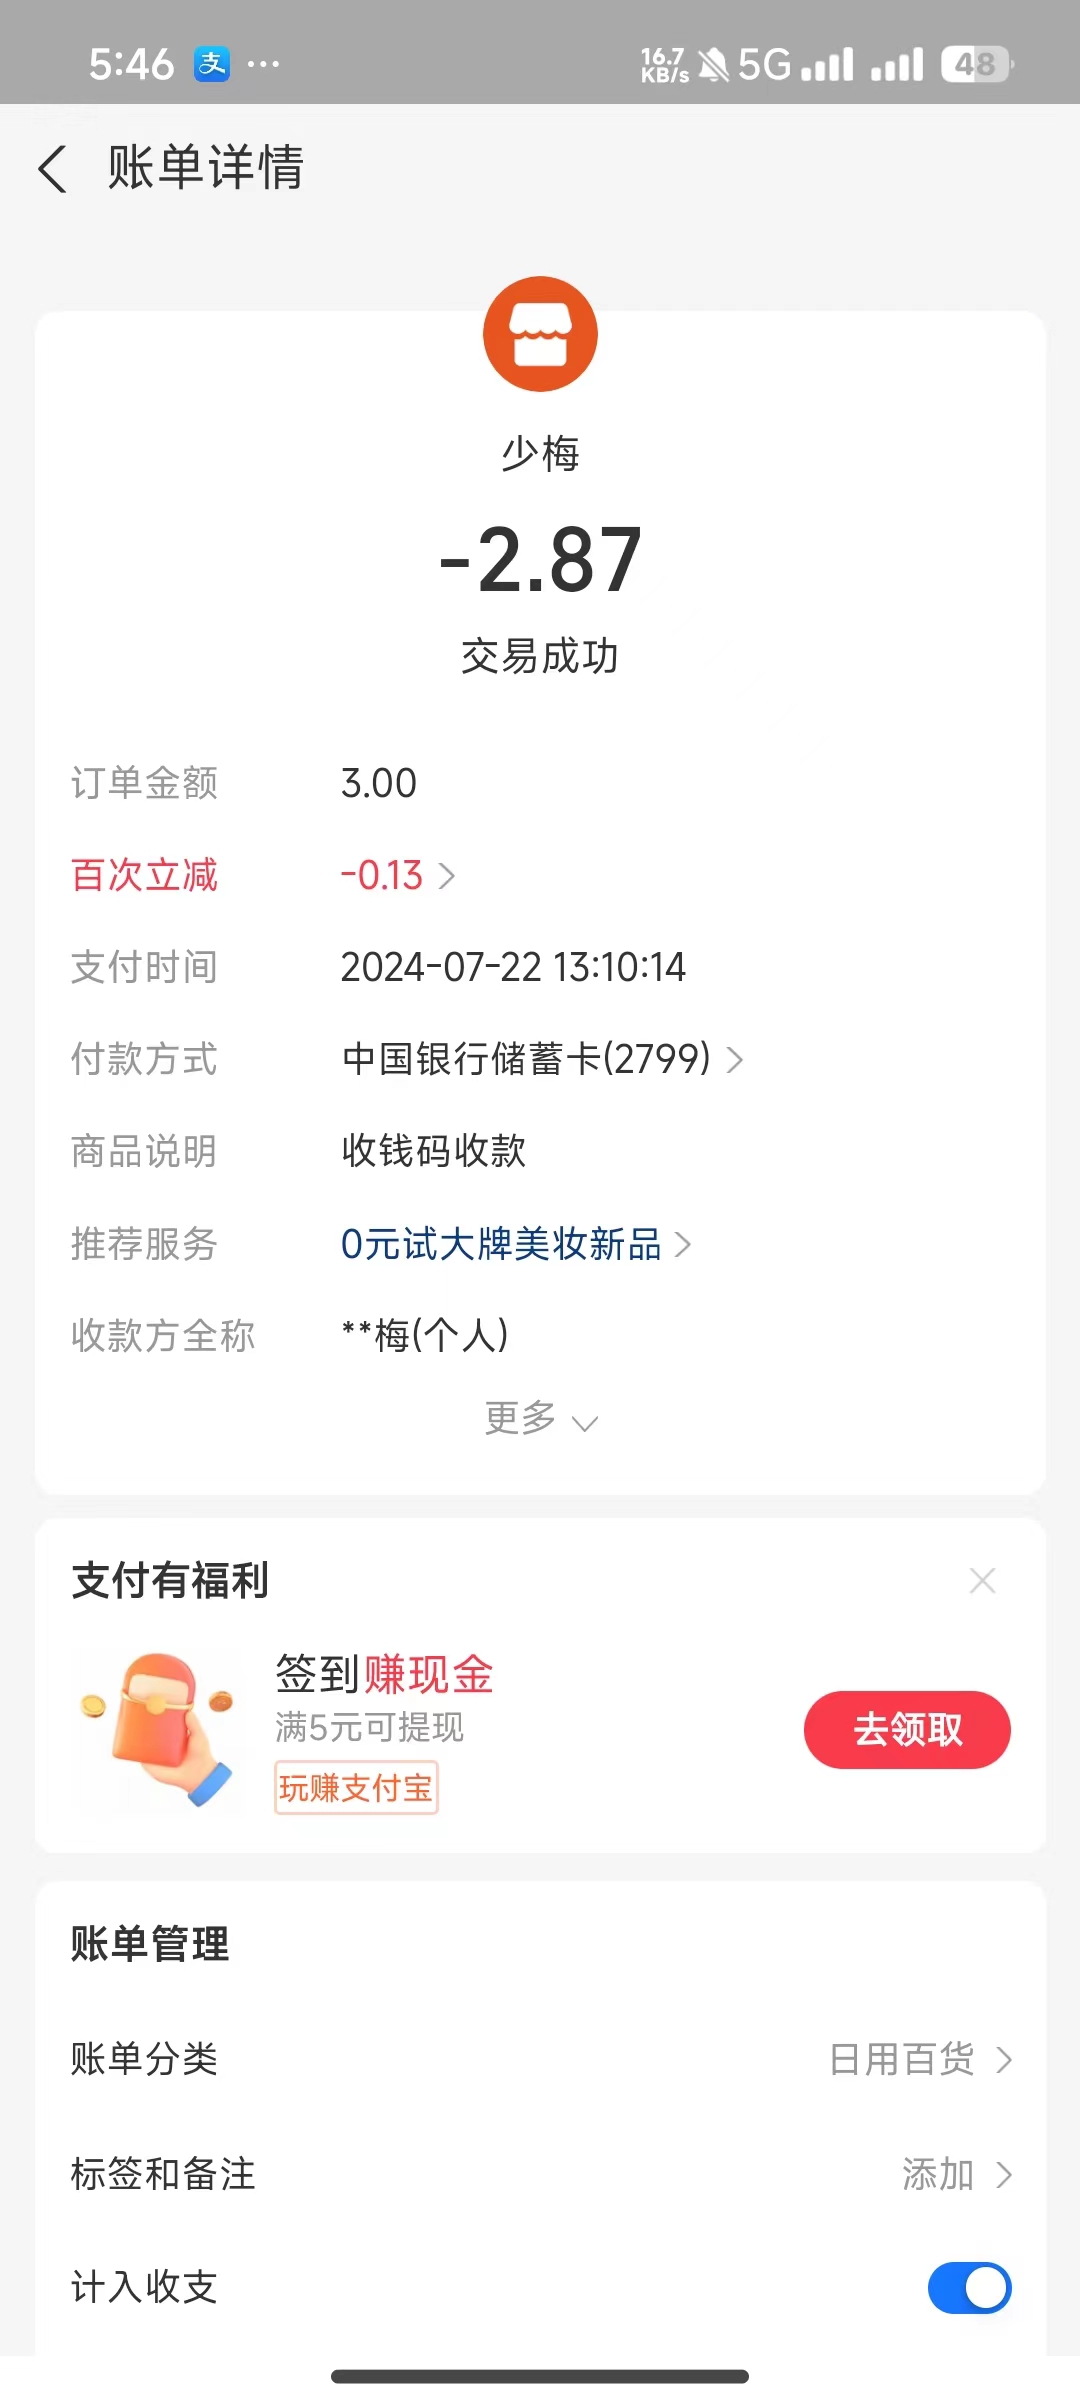 5:46 支 ··· 16.7 KB/s 5G 48
账单详情
少梅
-2.87
交易成功
订单金额 3.00
百次立减 -0.13
支付时间 2024-07-22 13:10:14
付款方式 中国银行储蓄卡(2799)
商品说明 收钱码收款
推荐服务 0元试大牌美妆新品
收款方全称 **梅(个人)
更多
支付有福利
签到赚现金
满5元可提现
玩赚支付宝
去领取
账单管理
账单分类 日用百货
标签和备注 添加
计入收支